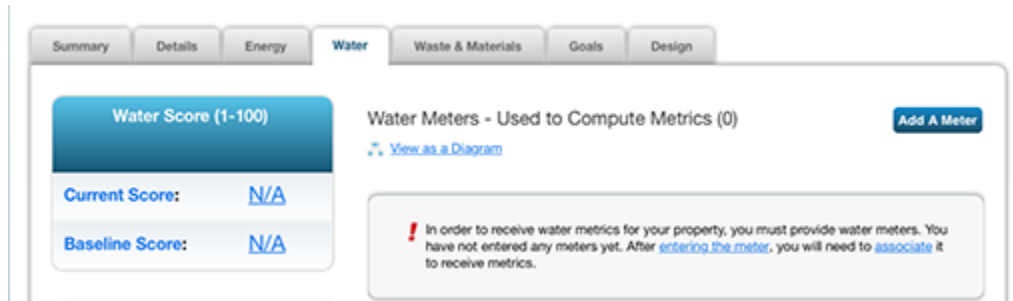 Summary Details Energy Water Waste & Materials Goals Design
Water Score (1-100)
Current Score: N/A
Baseline Score: N/A
Water Meters - Used to Compute Metrics (0)
Add A Meter
View as a Diagram
! In order to receive water metrics for your property, you must provide water meters. You
have not entered any meters yet. After entering the meter, you will need to associate it
to receive metrics.